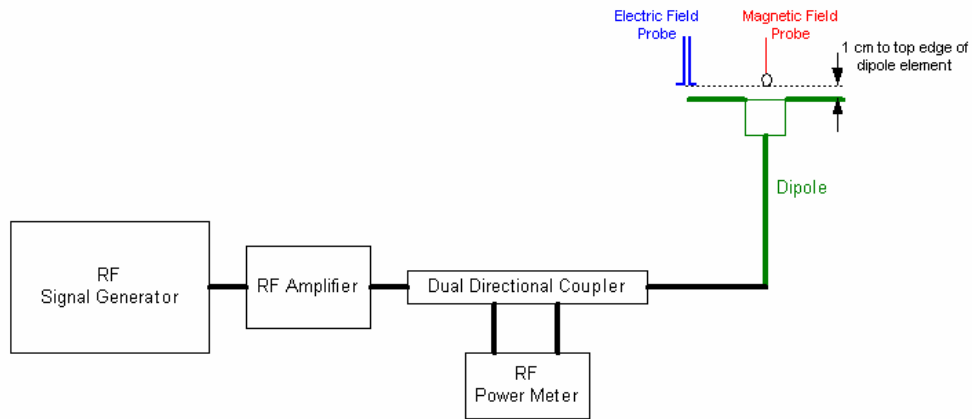 Electric Field
Probe
Magnetic Field
Probe
1 cm to top edge of
dipole element
Dipole
RF
Signal Generator
RF Amplifier
Dual Directional Coupler
RF
Power Meter